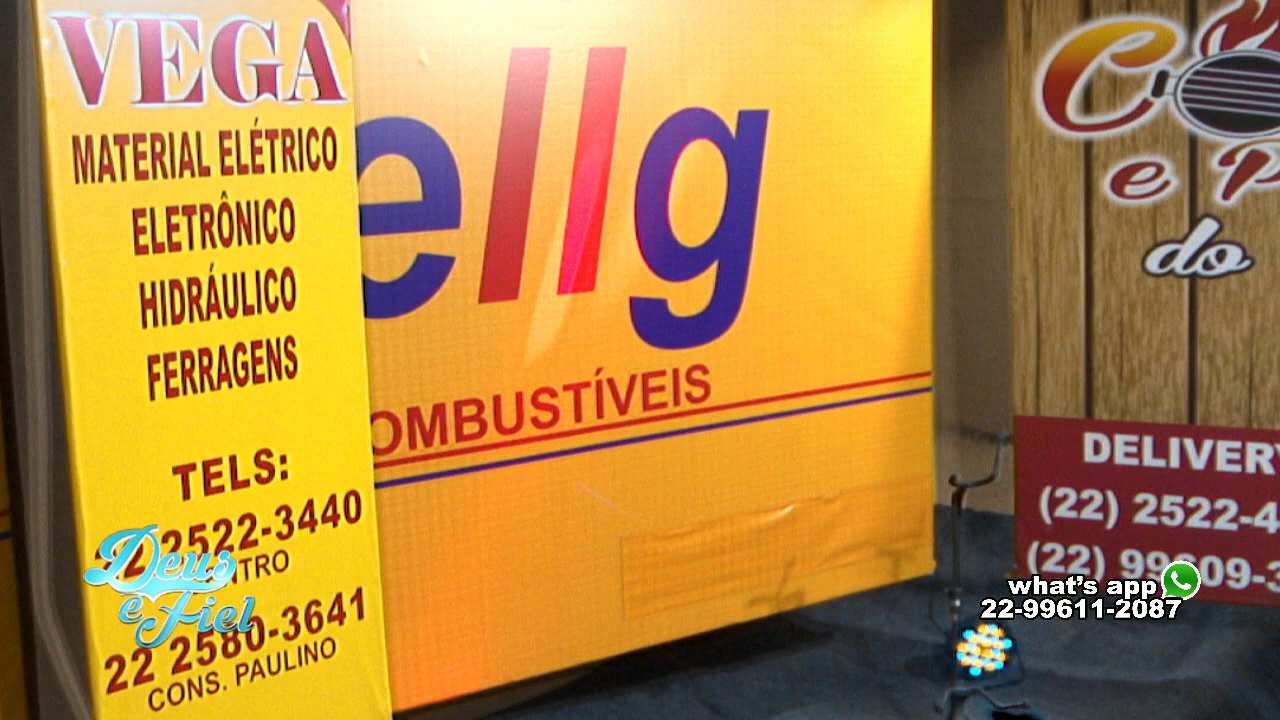 VEGA
MATERIAL ELÉTRICO
ELETRÔNICO
HIDRÁULICO
FERRAGENS
TELS:
22 2522-3440
22 2580-3641
CONS. PAULINO
Deus
e Fiel
ellg
OMBUSTÍVEIS
e
do
DELIVERY
(22) 2522-4
(22) 99609-3
what's app
22-99611-2087